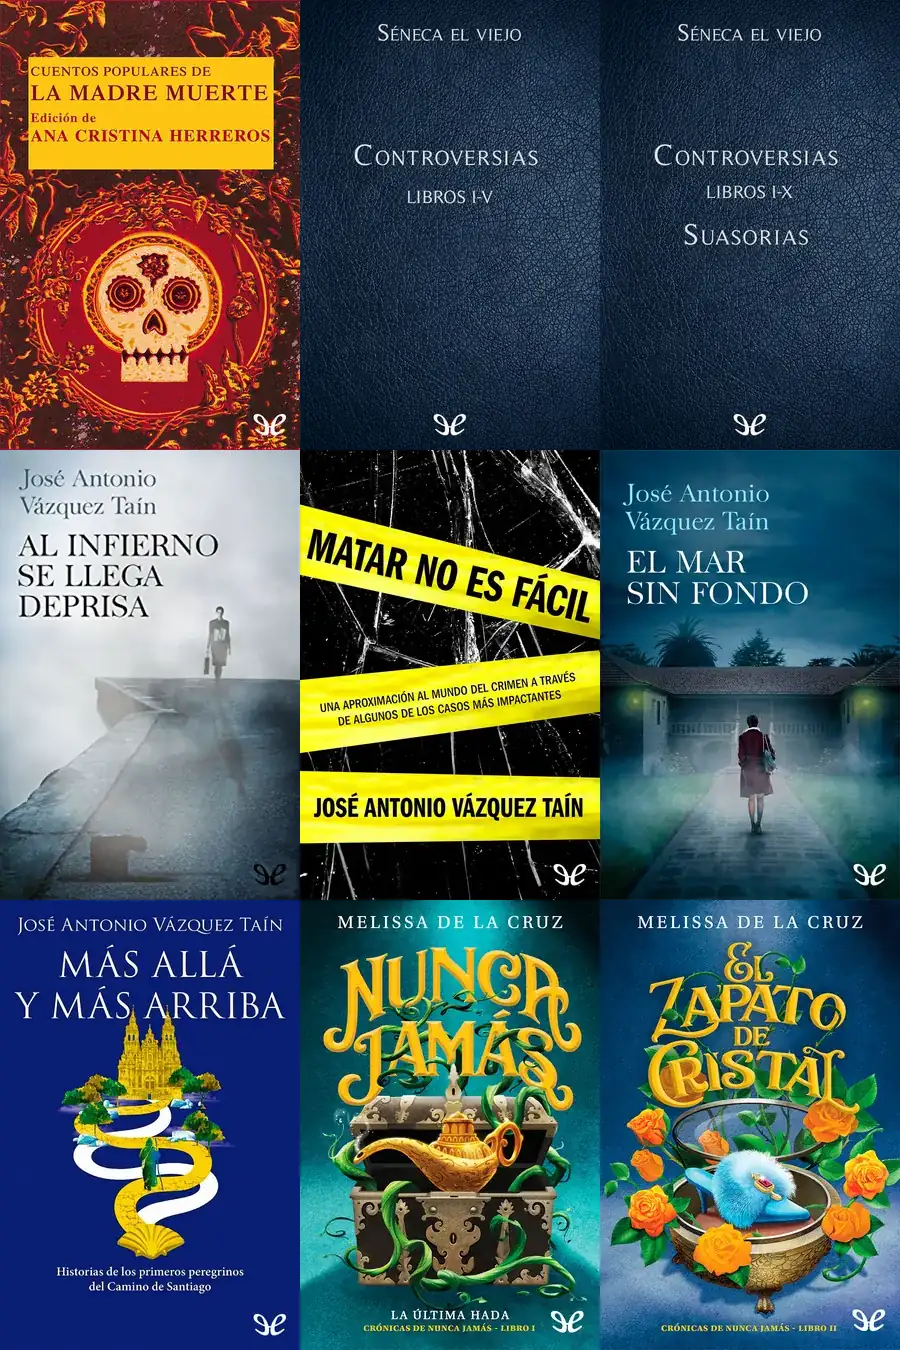 CUENTOS POPULARES DE
LA MADRE MUERTE
Edición de
ANA CRISTINA HERREROS
SÉNECA EL VIEJO
CONTROVERSIAS
LIBROS I-V
SÉNECA EL VIEJO
CONTROVERSIAS
LIBROS I-X
SUASORIAS
José Antonio
Vázquez Taín
AL INFIERNO
SE LLEGA
DEPRISA
MATAR NO ES FÁCIL
UNA APROXIMACIÓN AL MUNDO DEL CRIMEN A TRAVÉS
DE ALGUNOS DE LOS CASOS MÁS IMPACTANTES
JOSÉ ANTONIO VÁZQUEZ TAÍN
José Antonio
Vázquez Taín
EL MAR
SIN FONDO
JOSÉ ANTONIO VÁZQUEZ TAÍN
MÁS ALLÁ
Y MÁS ARRIBA
Historias de los primeros peregrinos
del Camino de Santiago
MELISSA DE LA CRUZ
NUNCA
JAMÁS
LA ÚLTIMA HADA
CRÓNICAS DE NUNCA JAMÁS - LIBRO I
MELISSA DE LA CRUZ
EL
ZAPATO
DE
CRISTAL
CRÓNICAS DE NUNCA JAMÁS - LIBRO II